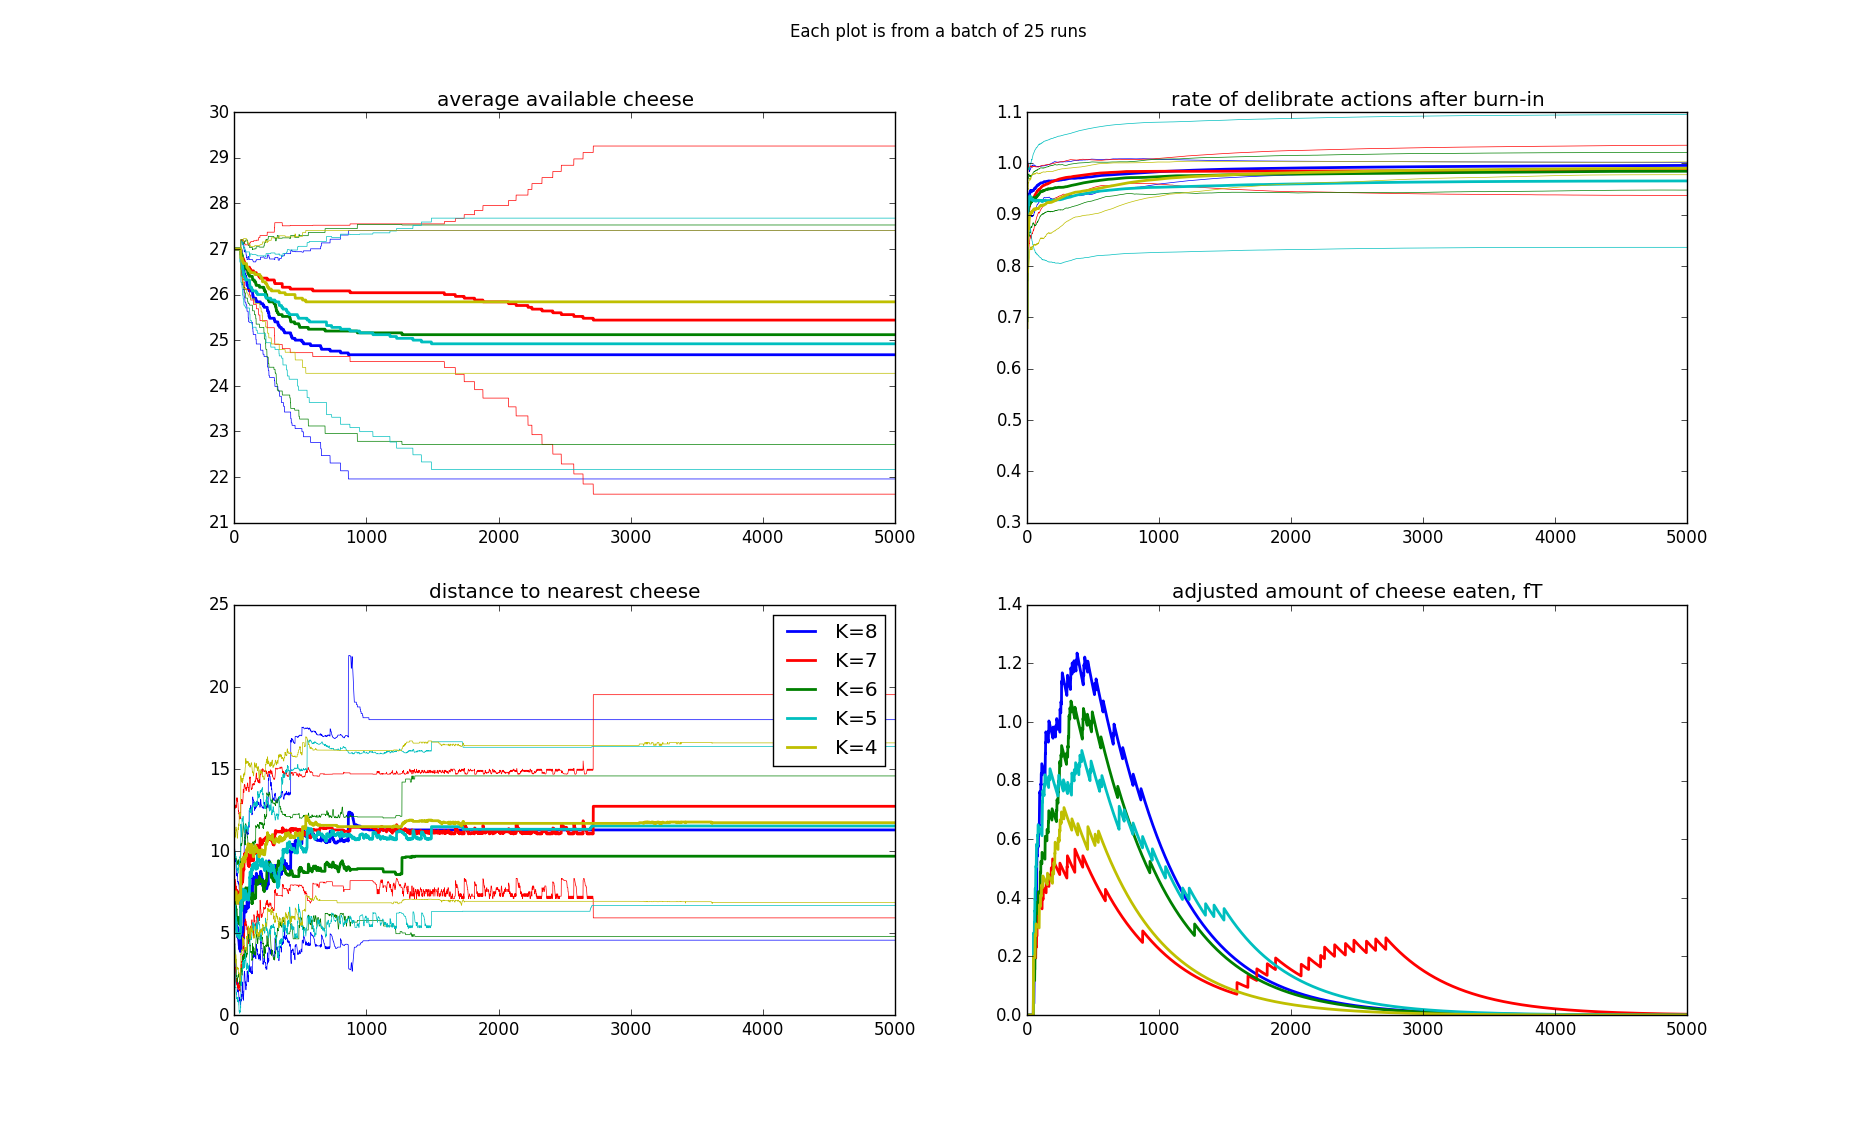 Each plot is from a batch of 25 runs
average available cheese
30
29
28
27
26
25
24
23
22
21
0 1000 2000 3000 4000 5000
rate of delibrate actions after burn-in
1.1
1.0
0.9
0.8
0.7
0.6
0.5
0.4
0.3
0 1000 2000 3000 4000 5000
distance to nearest cheese
25
20
15
10
5
0
K=8
K=7
K=6
K=5
K=4
0 1000 2000 3000 4000 5000
adjusted amount of cheese eaten, fT
1.4
1.2
1.0
0.8
0.6
0.4
0.2
0.0
0 1000 2000 3000 4000 5000